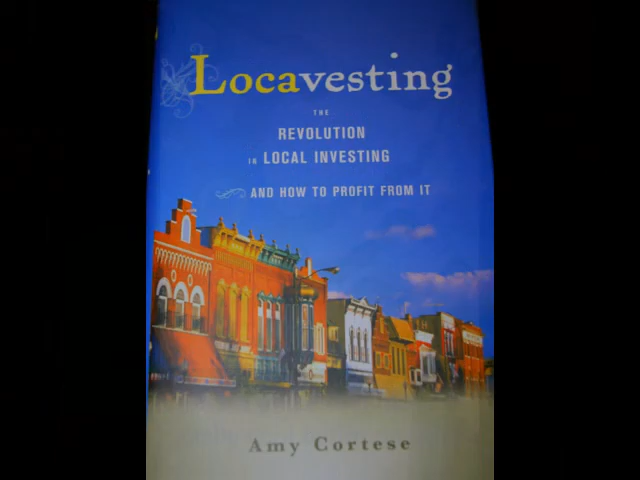 Locavesting
THE
REVOLUTION
IN LOCAL INVESTING
AND HOW TO PROFIT FROM IT
Amy Cortese